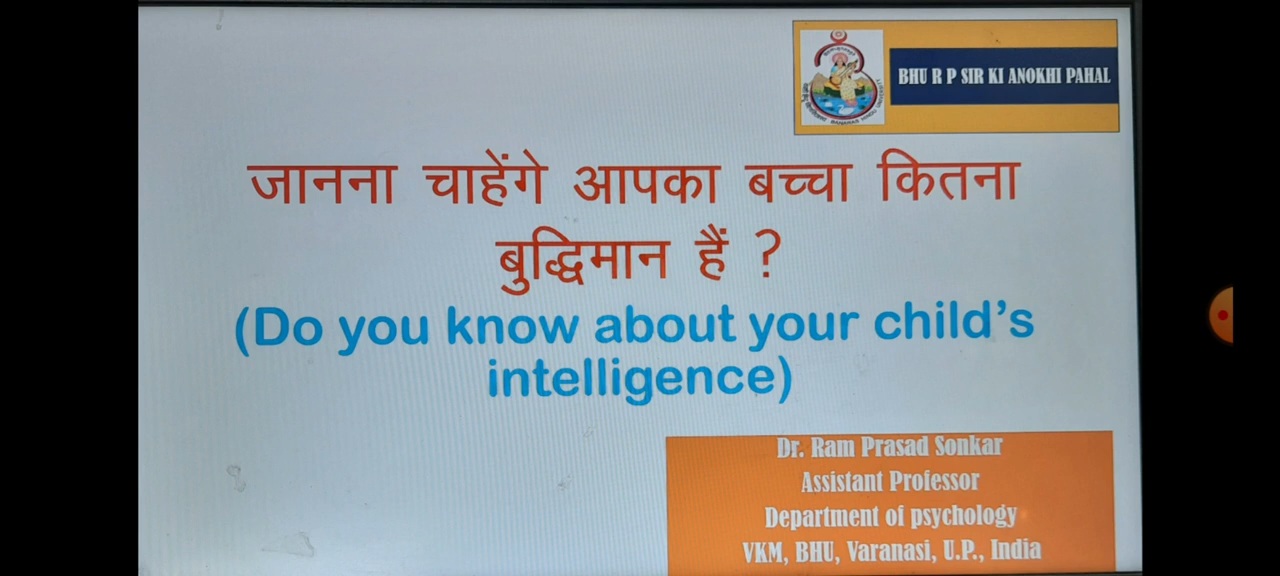 BHU R P SIR KI ANOKHI PAHAL
जानना चाहेंगे आपका बच्चा कितना
बुद्धिमान हैं ?
(Do you know about your child’s
intelligence)
Dr. Ram Prasad Sonkar
Assistant Professor
Department of psychology
VKM, BHU, Varanasi, U.P., India